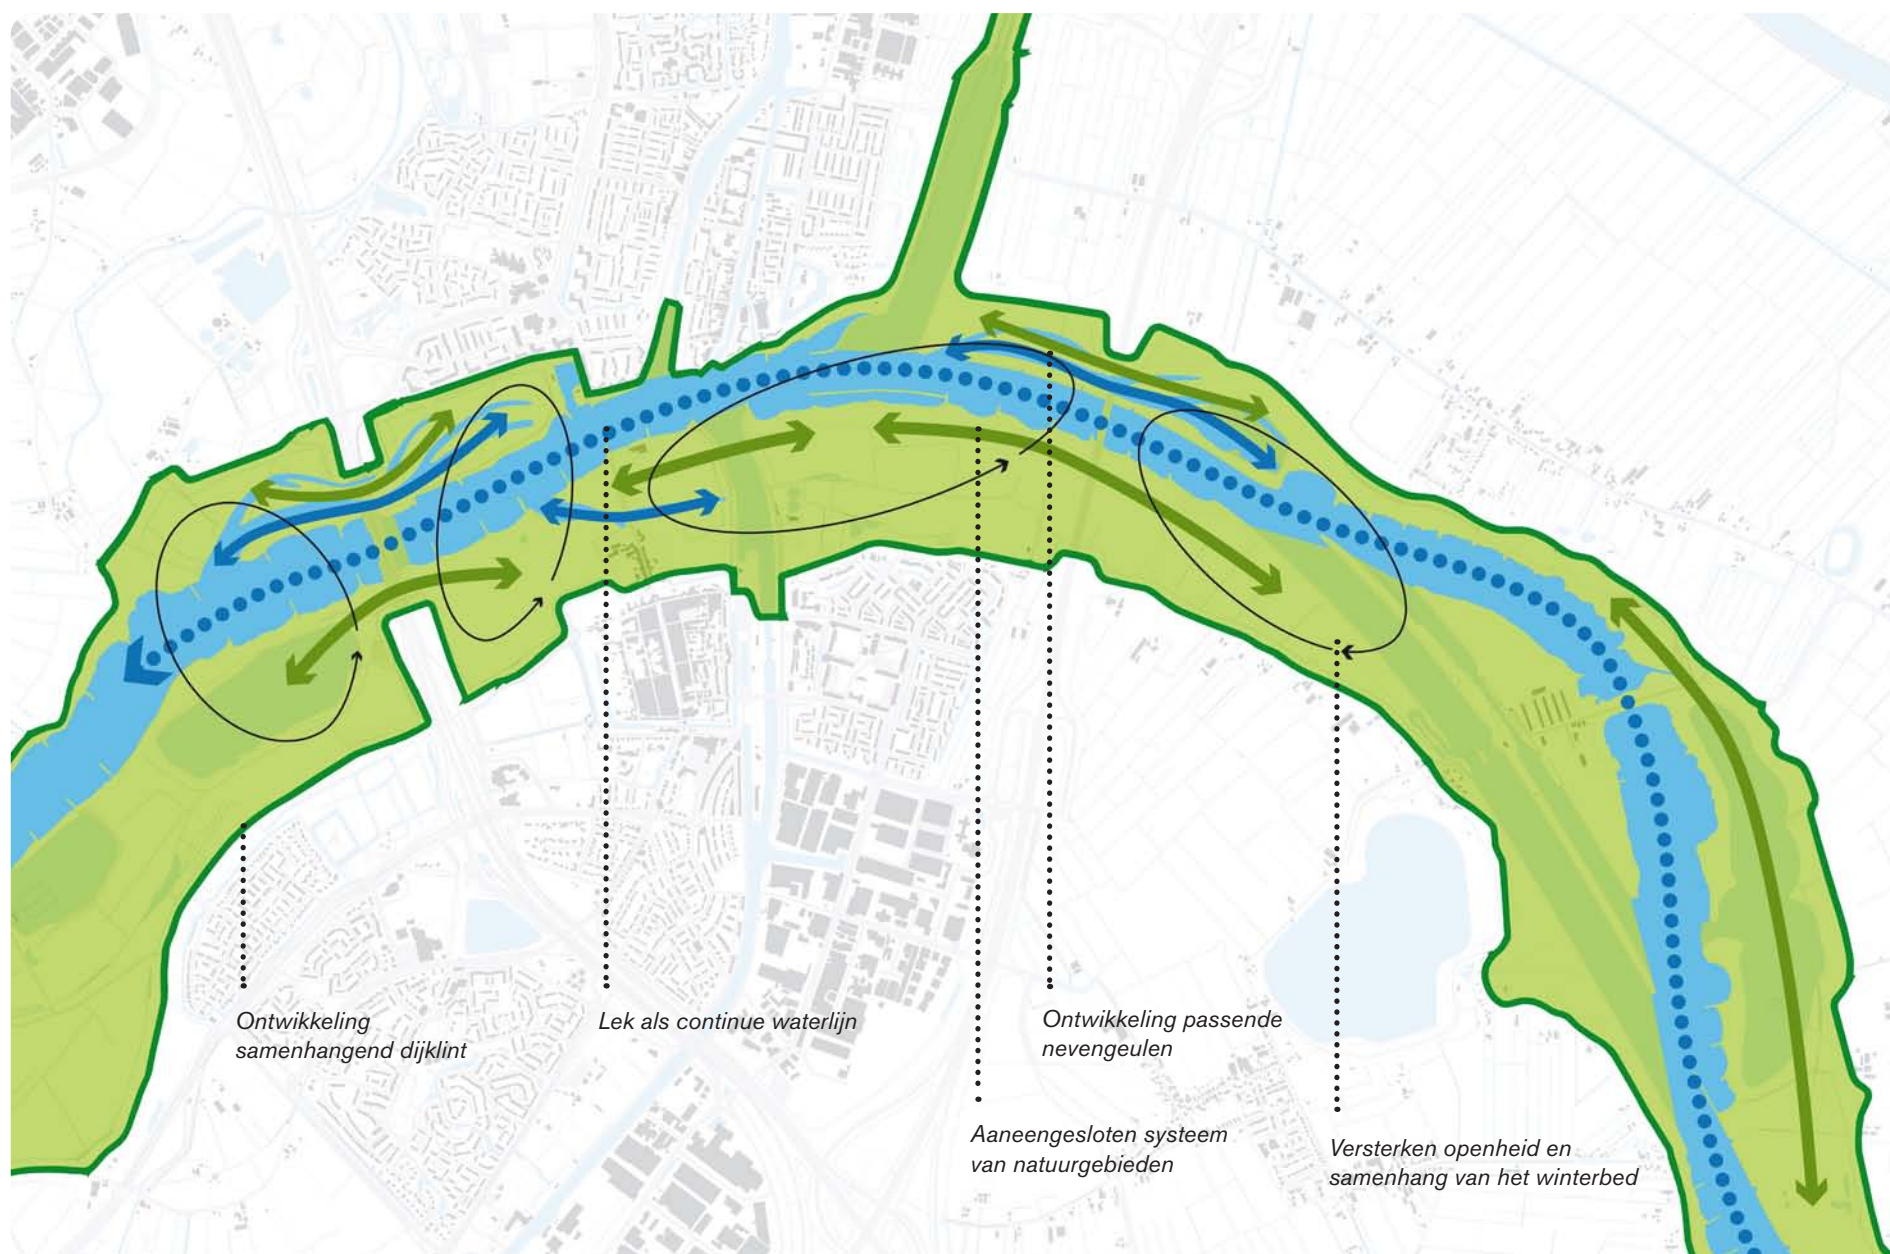 Ontwikkeling
samenhangend dijklint
Lek als continue waterlijn
Ontwikkeling passende
nevengeulen
Aaneengesloten systeem
van natuurgebieden
Versterken openheid en
samenhang van het winterbed